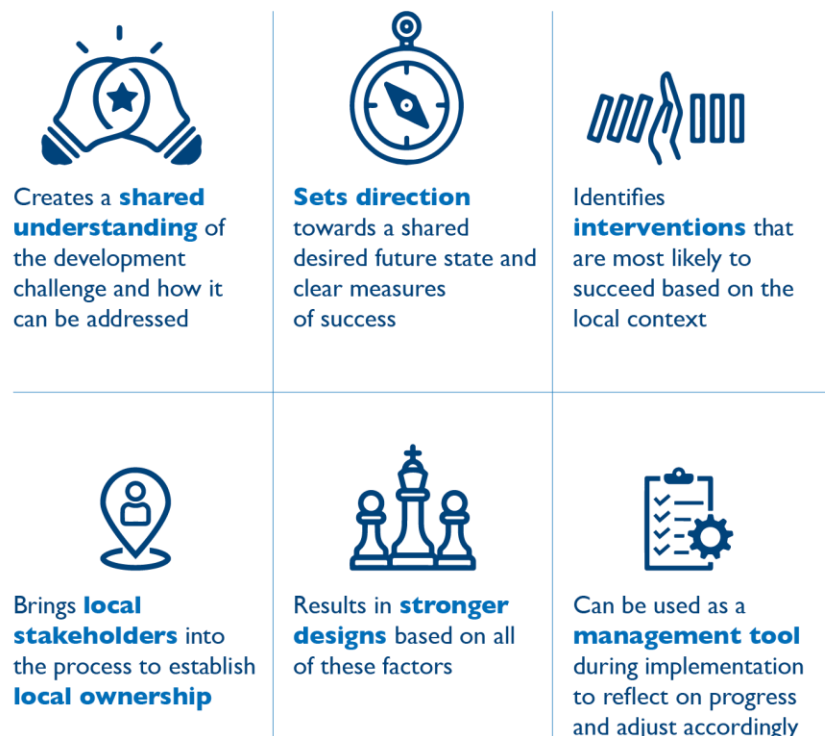 Creates a shared
understanding of
the development
challenge and how it
can be addressed
Sets direction
towards a shared
desired future state and
clear measures
of success
Identifies
interventions that
are most likely to
succeed based on the
local context
Brings local
stakeholders into
the process to establish
local ownership
Results in stronger
designs based on all
of these factors
Can be used as a
management tool
during implementation
to reflect on progress
and adjust accordingly